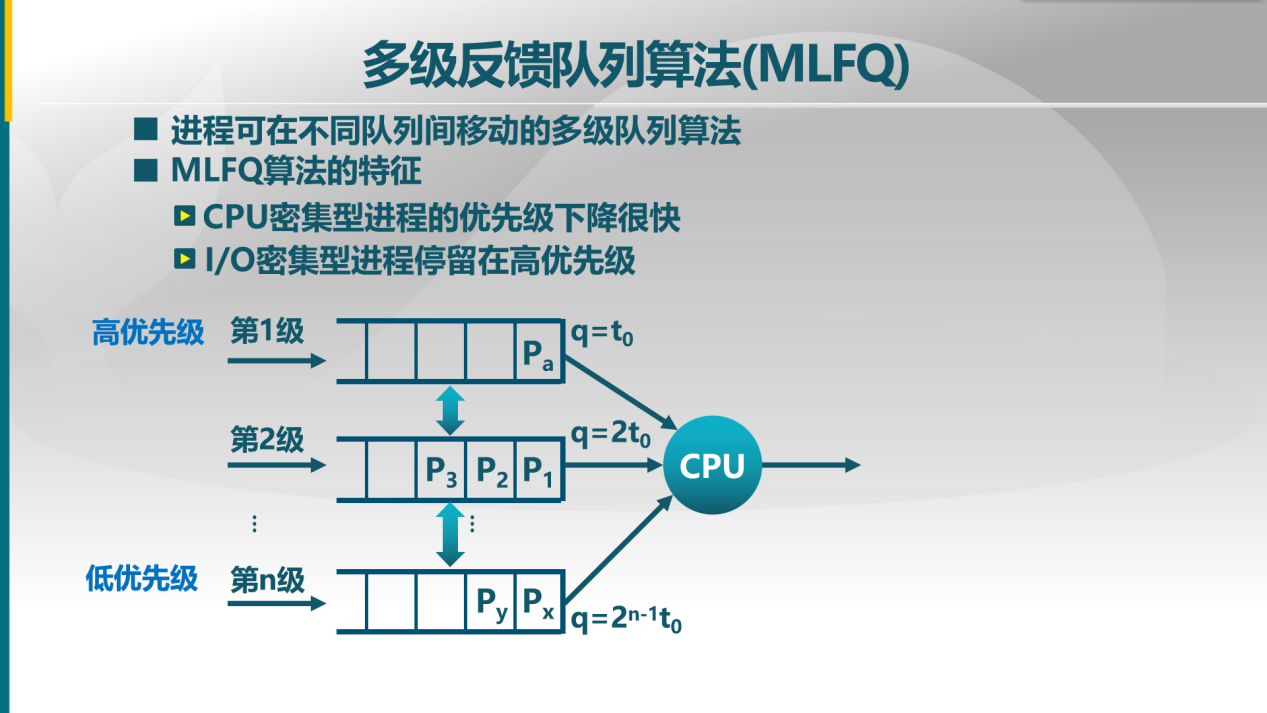 多级反馈队列算法(MLFQ)
进程可在不同队列间移动的多级队列算法
MLFQ算法的特征
CPU密集型进程的优先级下降很快
I/O密集型进程停留在高优先级
高优先级 第1级 Pa q=t0
第2级 P3 P2 P1 q=2t0
CPU
⋮ ⋮
低优先级 第n级 Py Px q=2n-1t0